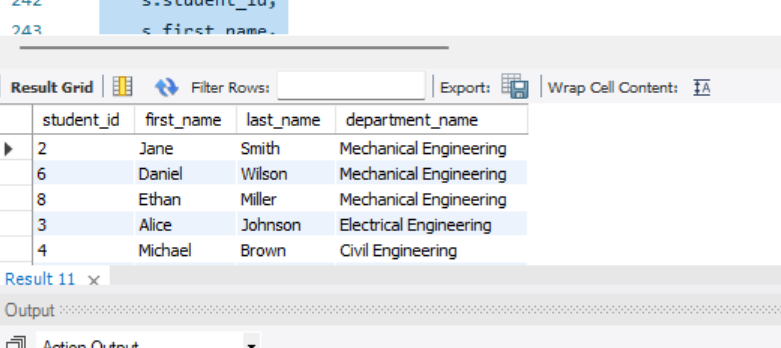 242 s.student_id,
243 s.first_name,
Result Grid Filter Rows: Export: Wrap Cell Content: IA
student_id first_name last_name department_name
2 Jane Smith Mechanical Engineering
6 Daniel Wilson Mechanical Engineering
8 Ethan Miller Mechanical Engineering
3 Alice Johnson Electrical Engineering
4 Michael Brown Civil Engineering
Result 11 ×
Output
Action Output